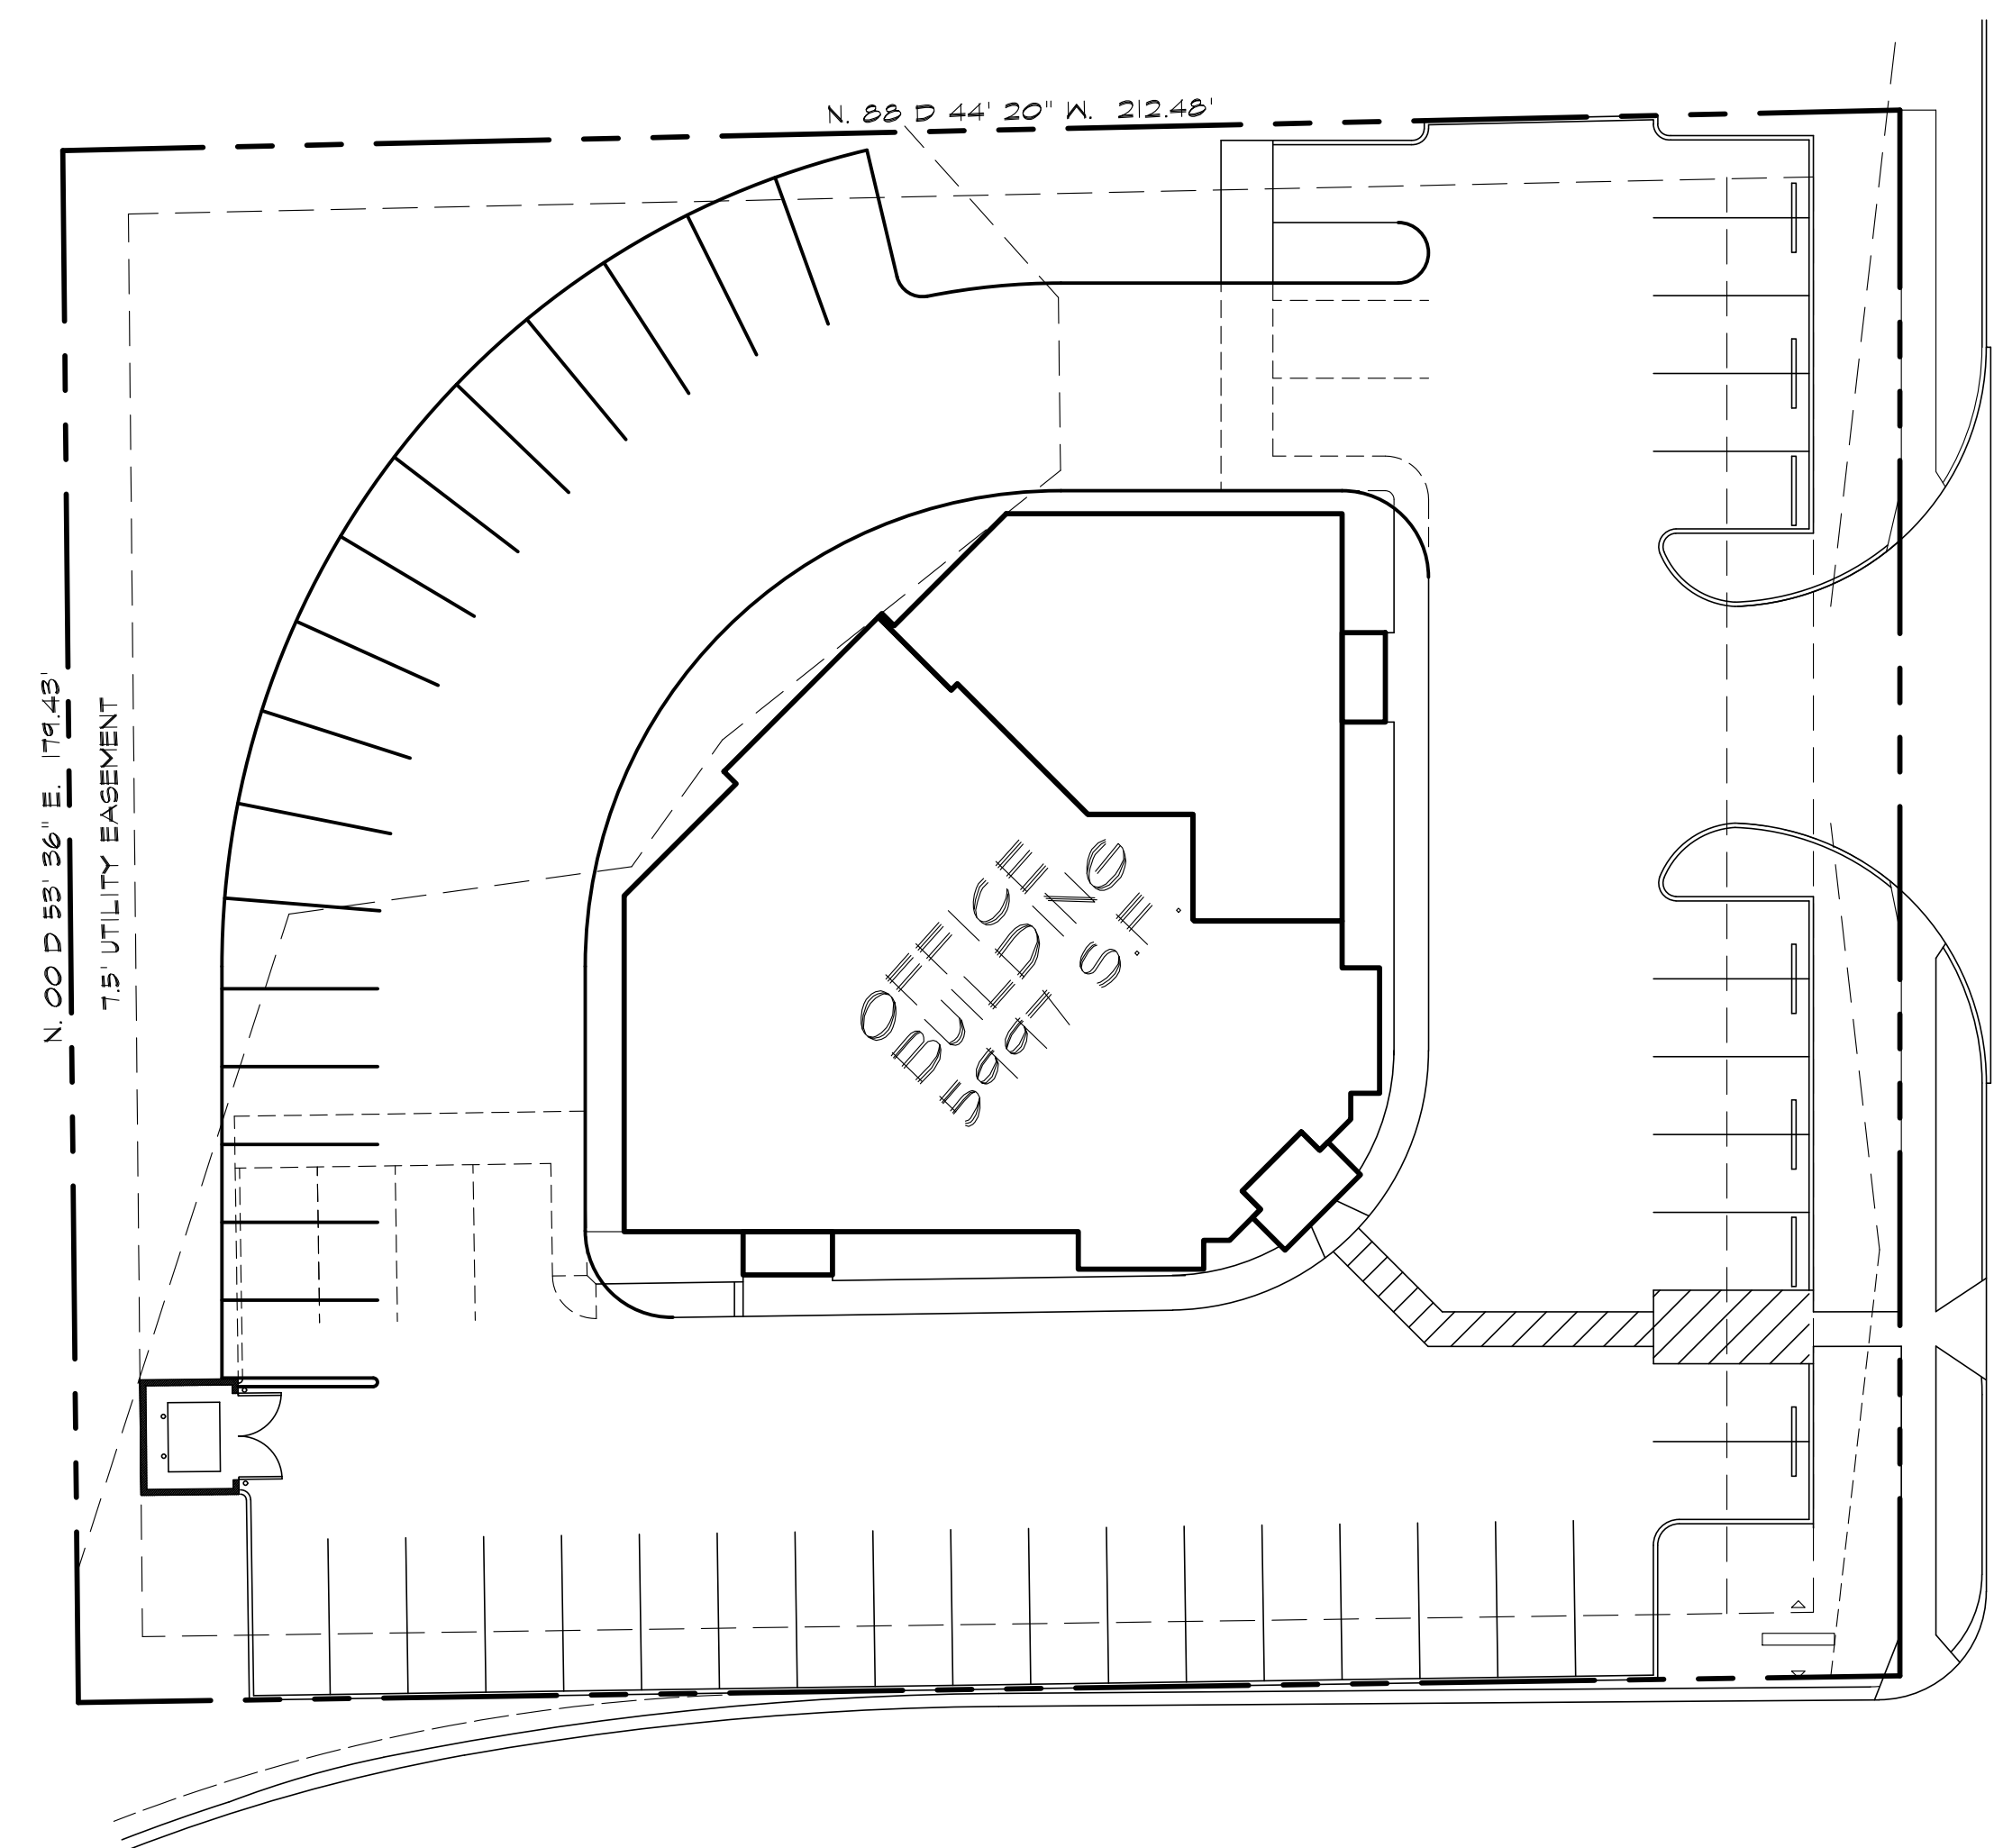 N. 88 D 44' 20" W. 212.48'
N. 00 D 53' 36" E. 179.43'
7.5' UTILITY EASEMENT
OFFICE
BUILDING
5997 S.F.